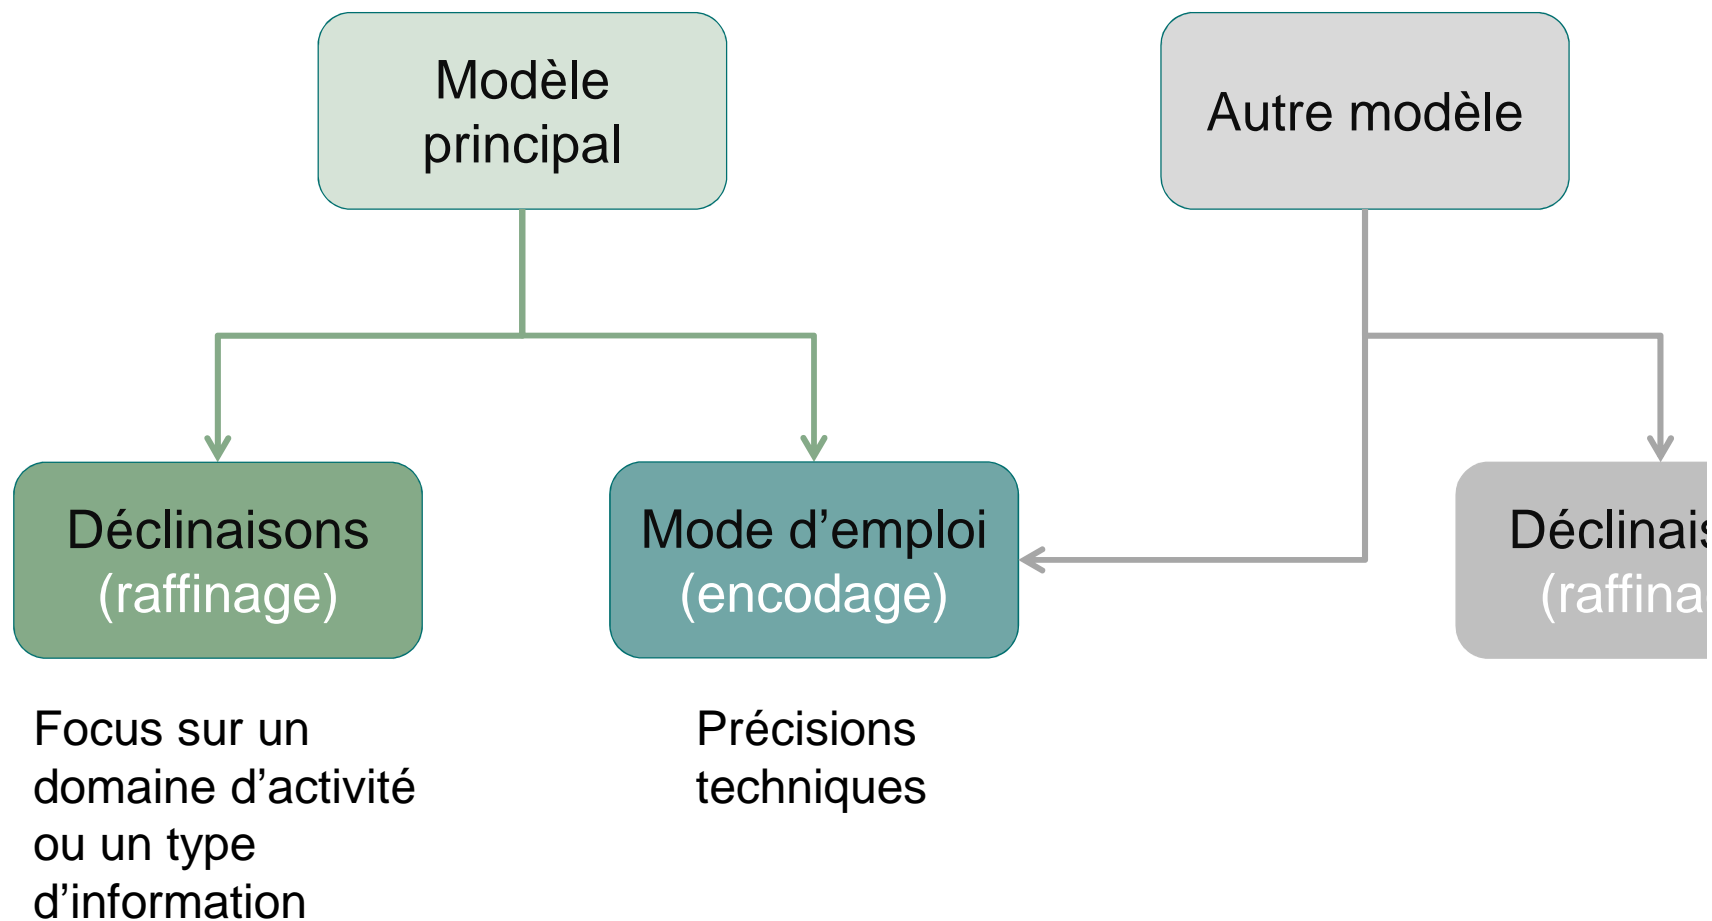 Modèle
principal
Autre modèle
Déclinaisons
(raffinage)
Mode d’emploi
(encodage)
Focus sur un
domaine d’activité
ou un type
d’information
Précisions
techniques